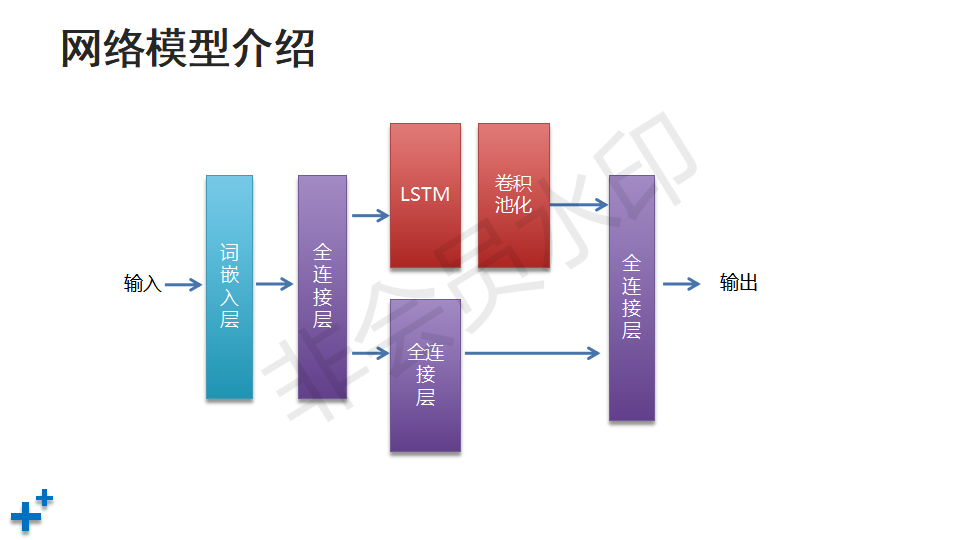 网络模型介绍
输入
词
嵌
入
层
全
连
接
层
LSTM
卷积
池化
全连
接
层
全
连
接
层
输出
非会员水印